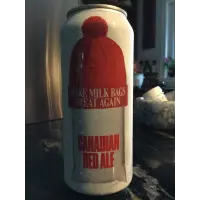 MAKE MILK BAGS
GREAT AGAIN
CANADIAN
RED ALE